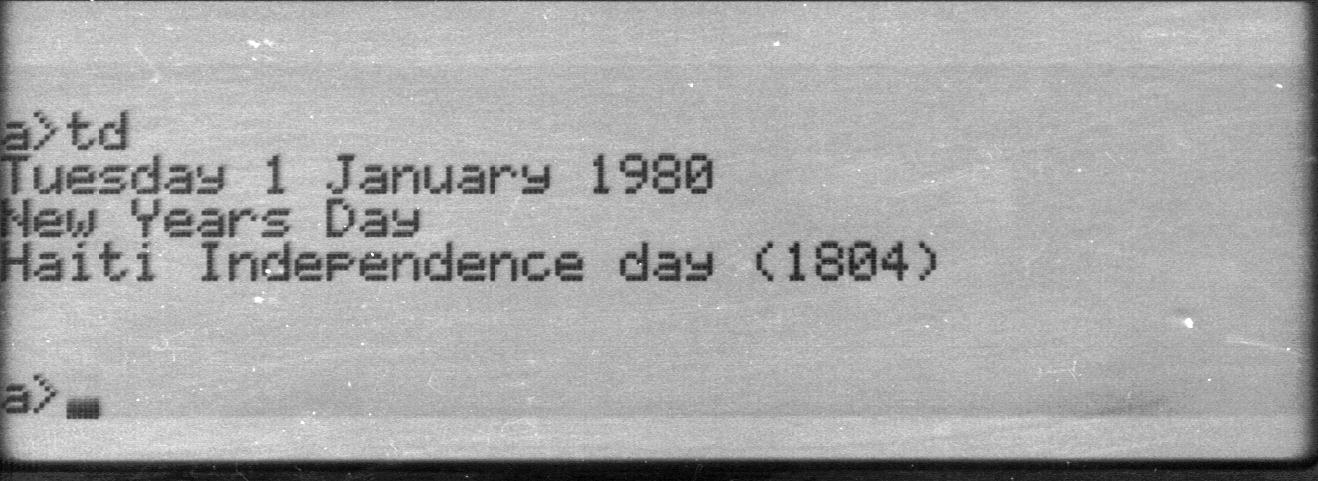 a>td
Tuesday 1 January 1980
New Years Day
Haiti Independence day (1804)
a>